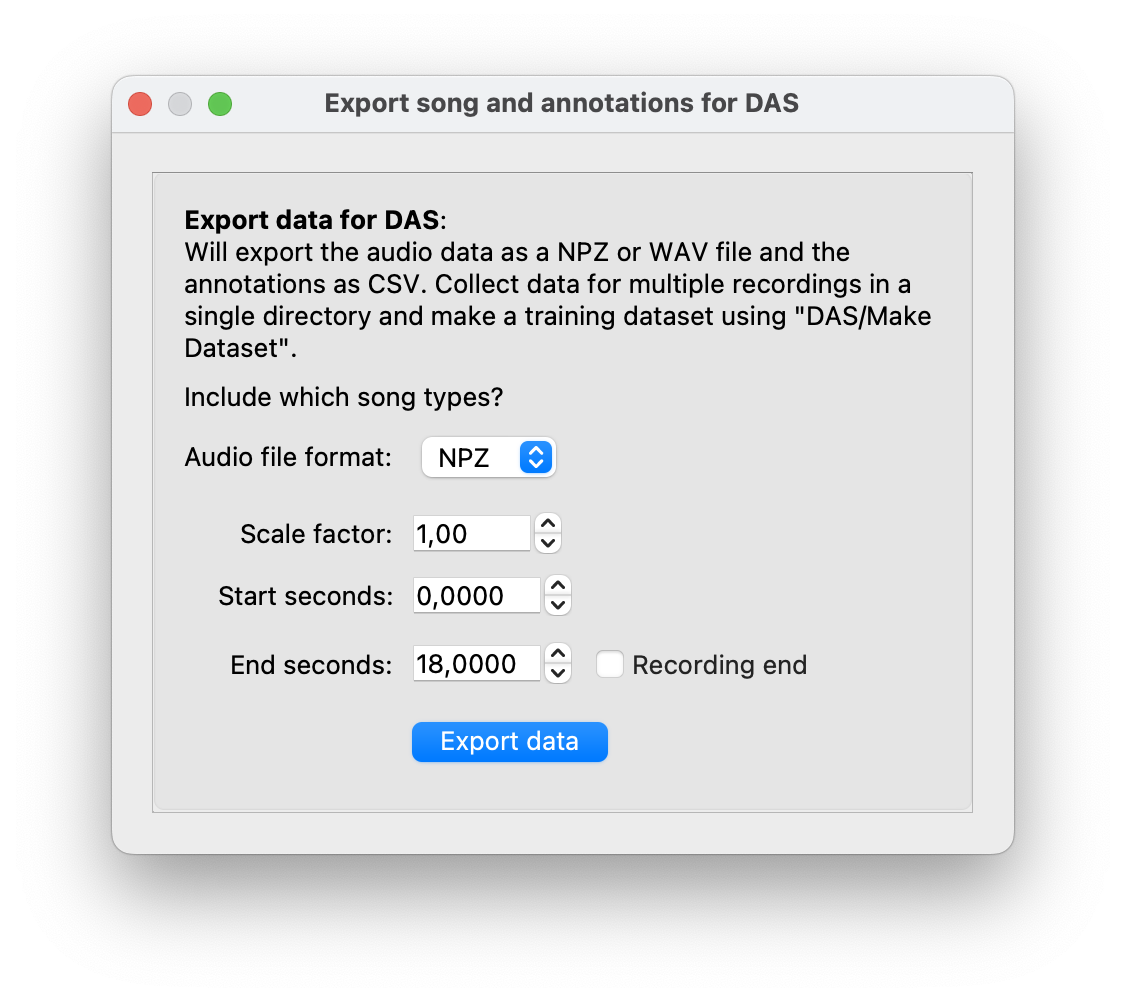 Export song and annotations for DAS
Export data for DAS:
Will export the audio data as a NPZ or WAV file and the
annotations as CSV. Collect data for multiple recordings in a
single directory and make a training dataset using "DAS/Make
Dataset".
Include which song types?
Audio file format: NPZ
Scale factor: 1,00
Start seconds: 0,0000
End seconds: 18,0000 Recording end
Export data